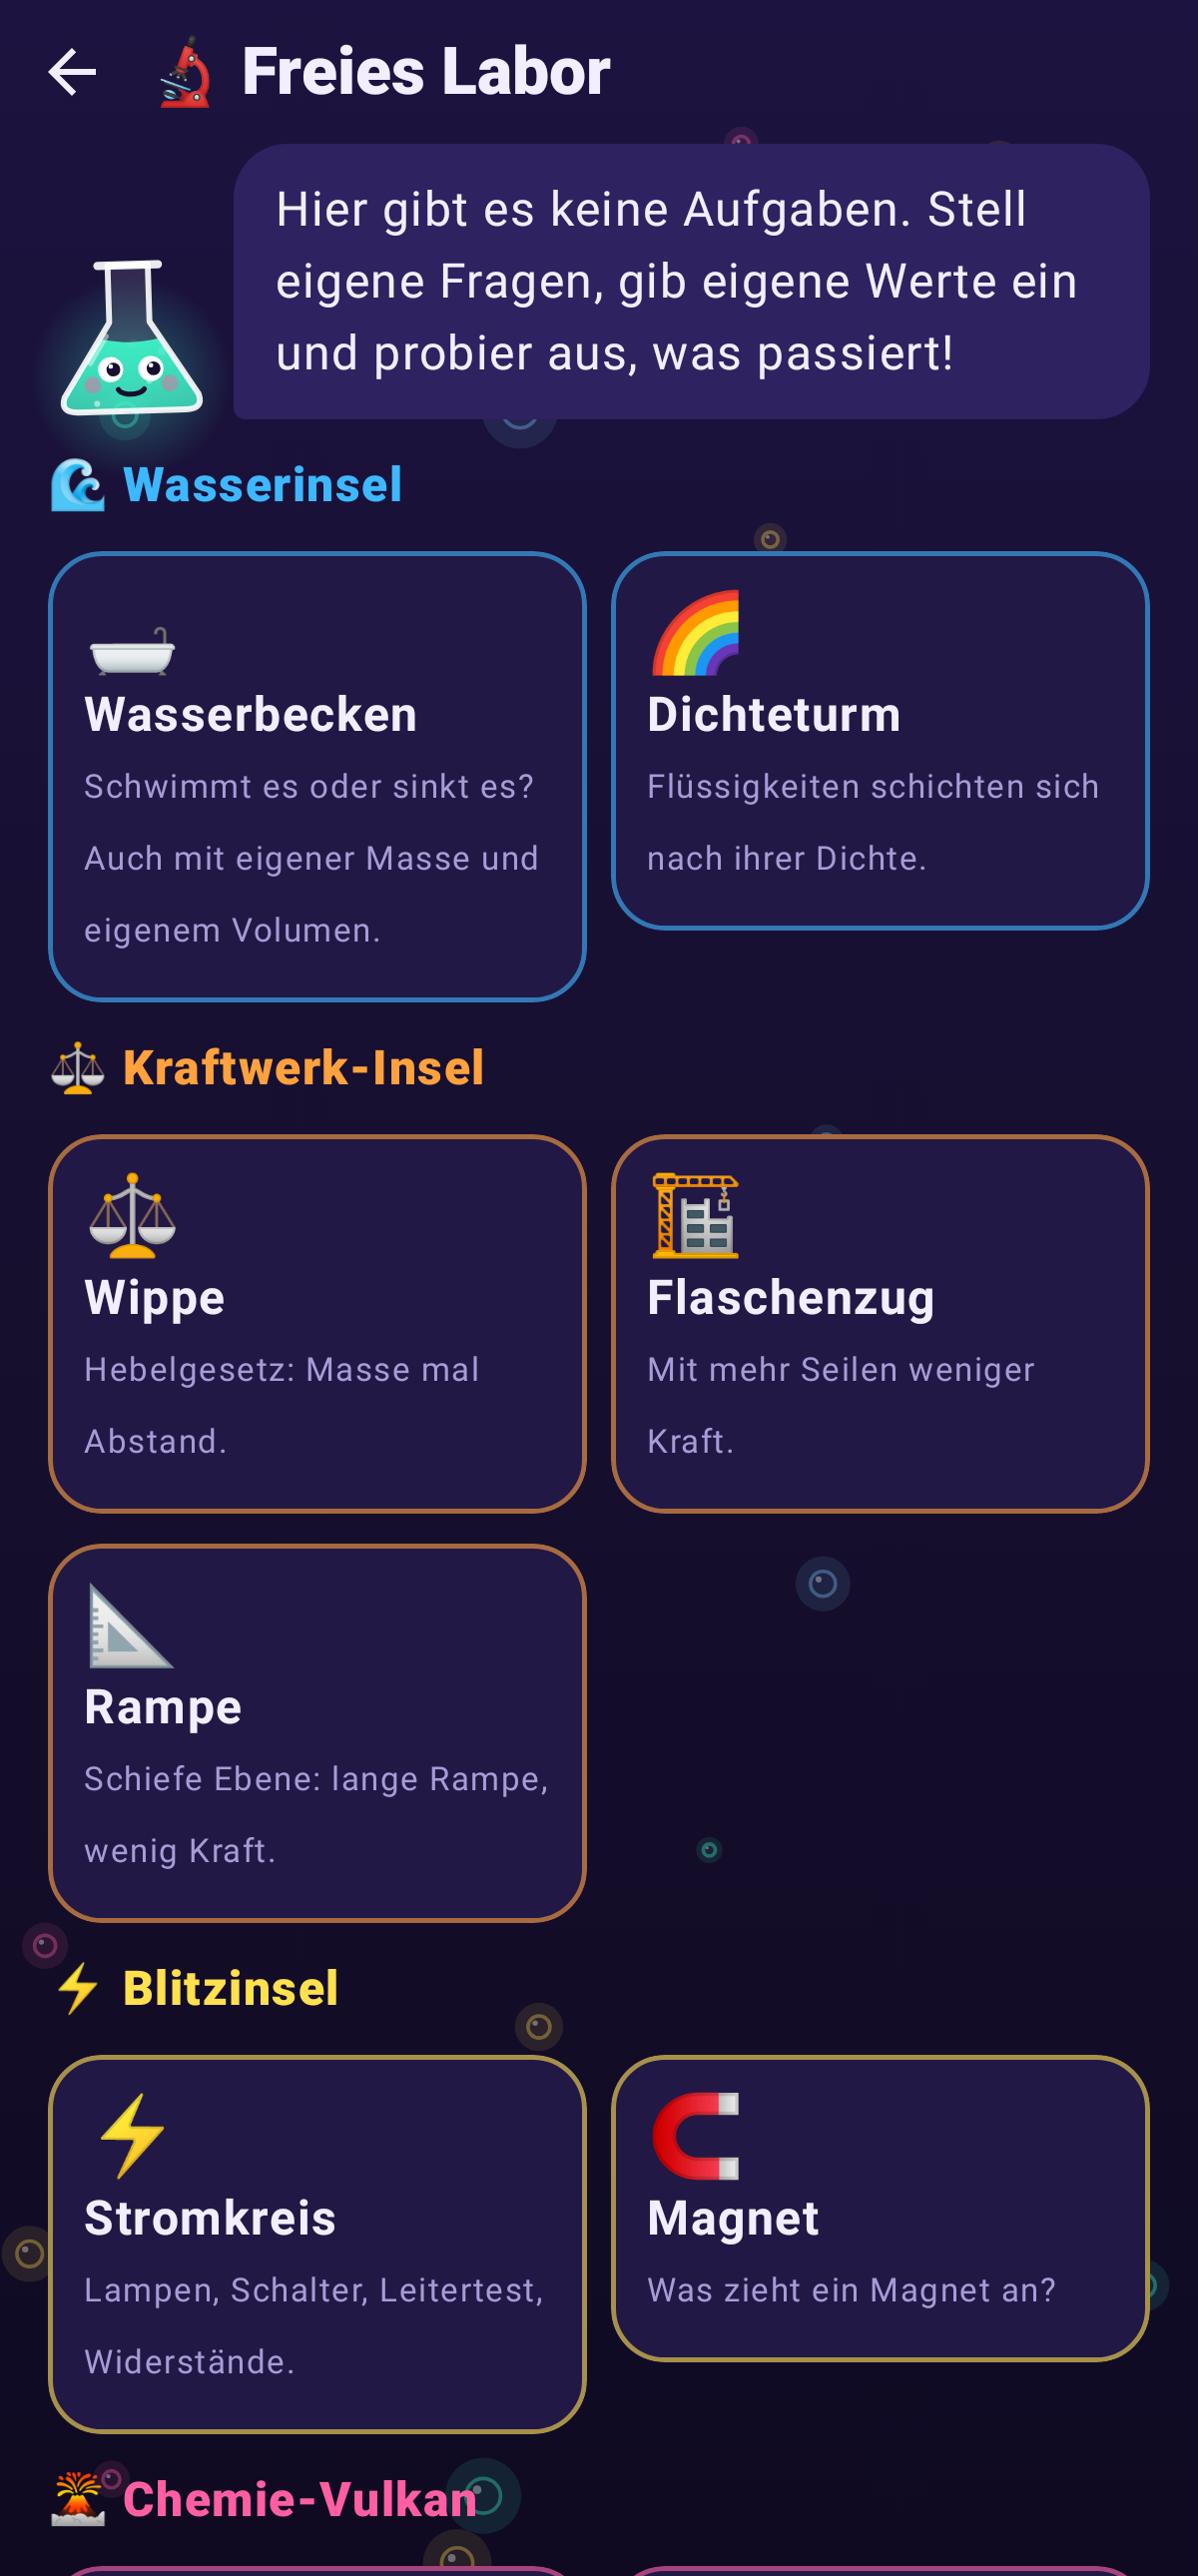 Freies Labor
Hier gibt es keine Aufgaben. Stell
eigene Fragen, gib eigene Werte ein
und probier aus, was passiert!
Wasserinsel
Wasserbecken
Schwimmt es oder sinkt es?
Auch mit eigener Masse und
eigenem Volumen.
Dichteturm
Flüssigkeiten schichten sich
nach ihrer Dichte.
Kraftwerk-Insel
Wippe
Hebelgesetz: Masse mal
Abstand.
Flaschenzug
Mit mehr Seilen weniger
Kraft.
Rampe
Schiefe Ebene: lange Rampe,
wenig Kraft.
Blitzinsel
Stromkreis
Lampen, Schalter, Leitertest,
Widerstände.
Magnet
Was zieht ein Magnet an?
Chemie-Vulkan